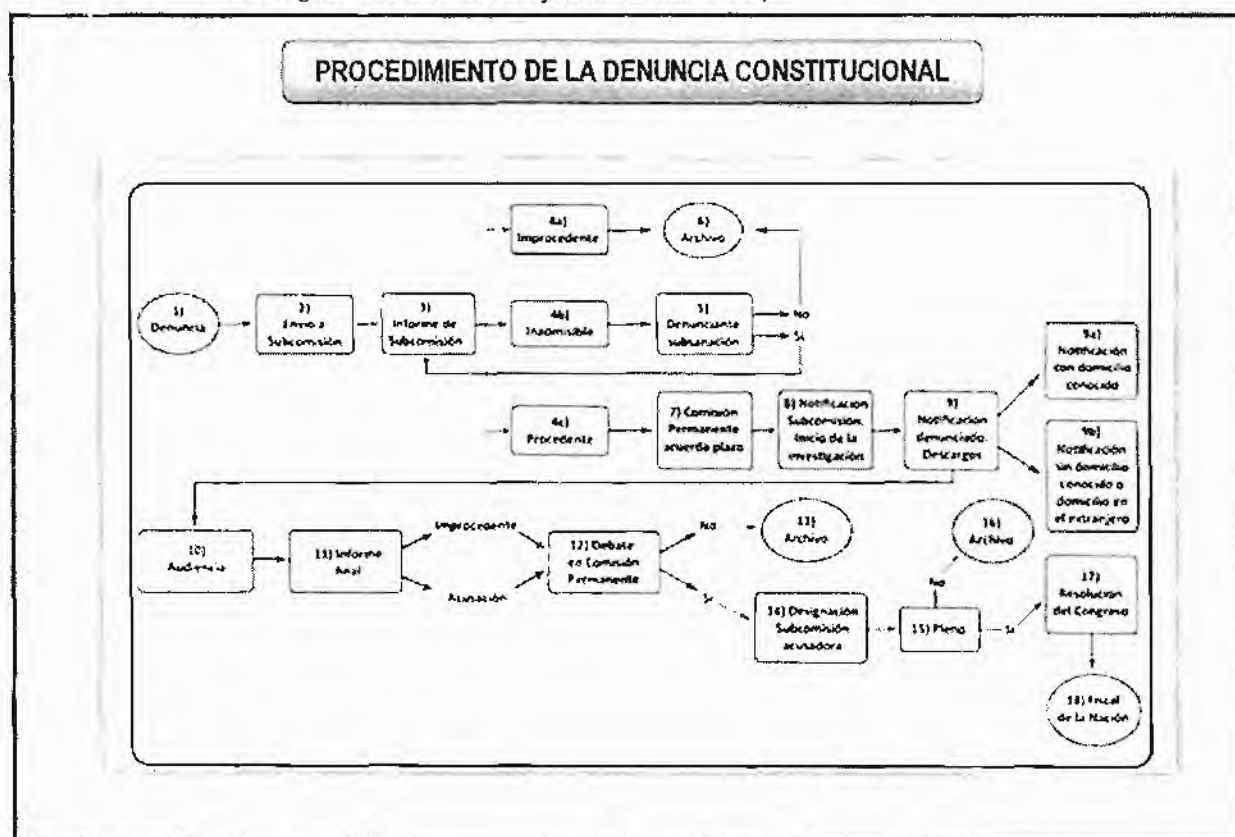 PROCEDIMIENTO DE LA DENUNCIA CONSTITUCIONAL
4a)
Improcedente
6)
Archivo
1)
Denuncia
2)
Envío a
Subcomisión
3)
Informe de
Subcomisión
4b)
Inadmisible
5)
Denunciante
subsanación
No
Si
4c)
Procedente
7) Comisión
Permanente
acuerda plazo
8) Notificación
Subcomisión.
Inicio de la
investigación
9)
Notificación
denunciado.
Descargos
9a)
Notificación
con domicilio
conocido
9b)
Notificación
sin domicilio
conocido o
domicilio en
el extranjero
10)
Audiencia
11) Informe
final
Improcedente
Acusación
12) Debate
en Comisión
Permanente
No
Si
13)
Archivo
14) Designación
Subcomisión
acusadora
15) Pleno
No
16)
Archivo
Si
17)
Resolución
del Congreso
18) Fiscal
de la Nación